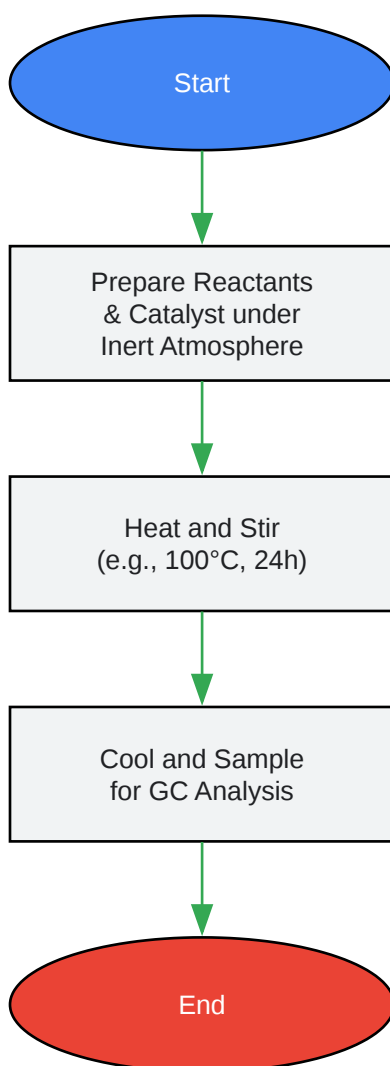 Start
Prepare Reactants
& Catalyst under
Inert Atmosphere
Heat and Stir
(e.g., 100°C, 24h)
Cool and Sample
for GC Analysis
End